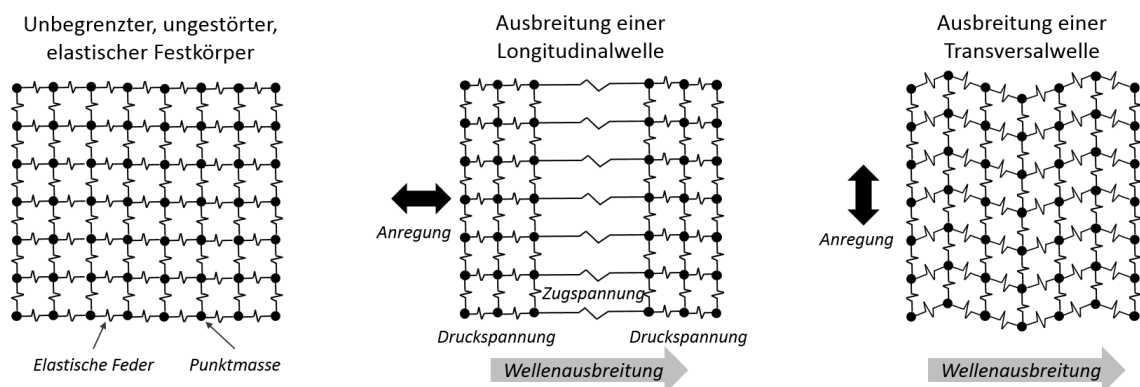 Unbegrenzter, ungestörter,
elastischer Festkörper
Elastische Feder
Punktmasse
Ausbreitung einer
Longitudinalwelle
Anregung
Zugspannung
Druckspannung
Druckspannung
Wellenausbreitung
Ausbreitung einer
Transversalwelle
Anregung
Wellenausbreitung